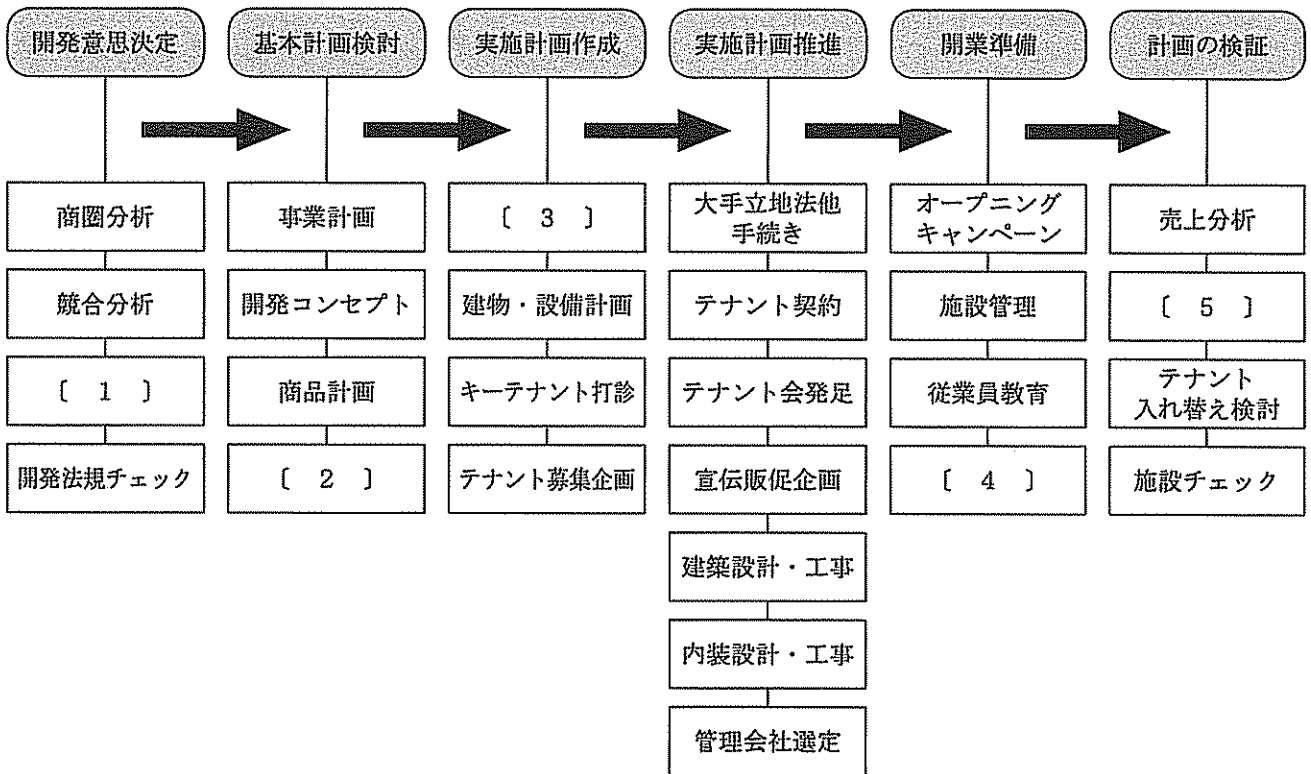 開発意思決定
基本計画検討
実施計画作成
実施計画推進
開業準備
計画の検証
商圏分析
競合分析
〔 1 〕
開発法規チェック
事業計画
開発コンセプト
商品計画
〔 2 〕
〔 3 〕
建物・設備計画
キーテナント打診
テナント募集企画
大手立地法他
手続き
テナント契約
テナント会発足
宣伝販促企画
建築設計・工事
内装設計・工事
管理会社選定
オープニング
キャンペーン
施設管理
従業員教育
〔 4 〕
売上分析
〔 5 〕
テナント
入れ替え検討
施設チェック